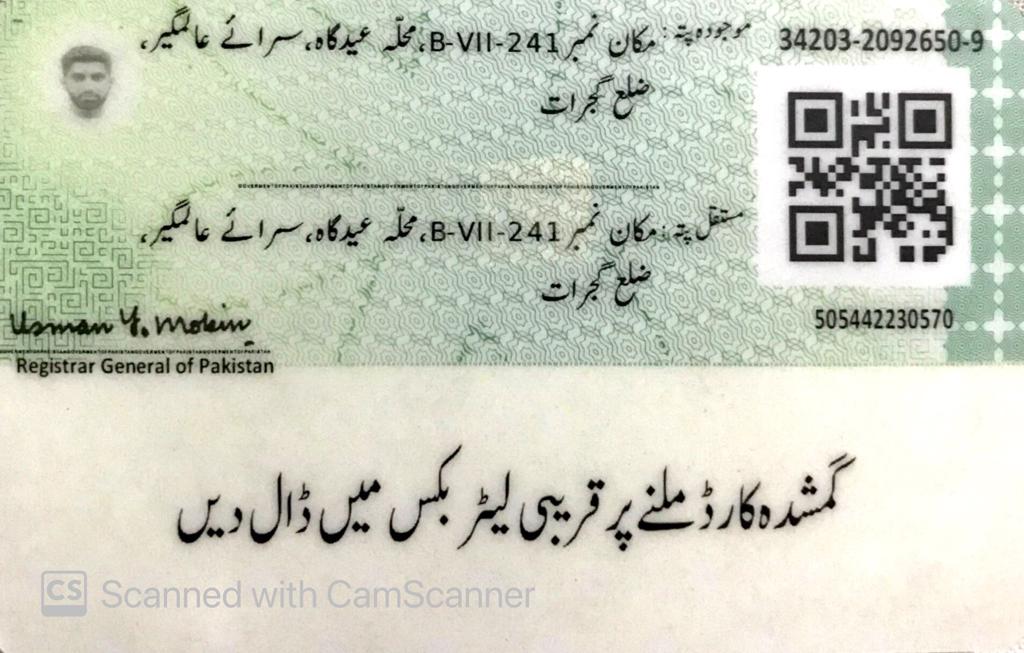 34203-2092650-9
موجودہ پتہ: مکان نمبر B-VII-241، محلّہ عیدگاہ، سرائے عالمگیر،
ضلع گجرات
مستقل پتہ: مکان نمبر B-VII-241، محلّہ عیدگاہ، سرائے عالمگیر،
ضلع گجرات
505442230570
Usman Y. Mobin
Registrar General of Pakistan
گمشدہ کارڈ ملنے پر قریبی لیٹر بکس میں ڈال دیں
CS Scanned with CamScanner